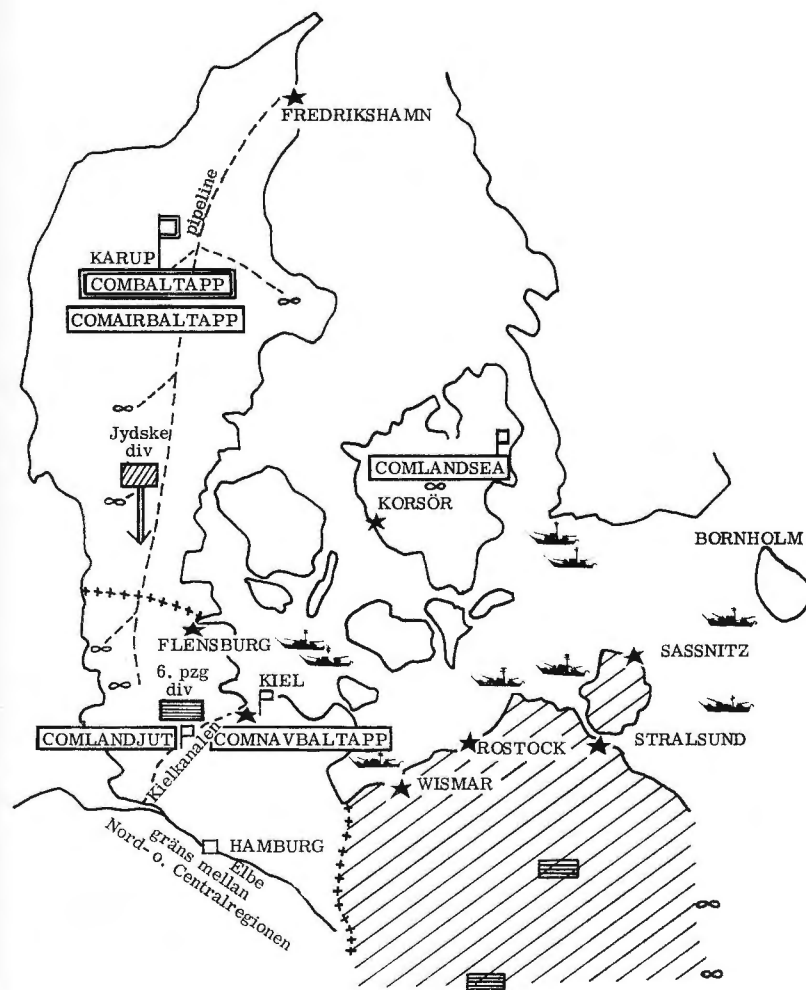 FREDRIKSHAMN
pipeline
KARUP
COMBALTAPP
COMAIRBALTAPP
Jydske
div
COMLANDSEA
KORSÖR
BORNHOLM
FLENSBURG
SASSNITZ
6. pzg
div
KIEL
COMLANDJUT
COMNAVBALTAPP
Kielkanalen
ROSTOCK
STRALSUND
WISMAR
HAMBURG
Elbe
gräns mellan
Nord- o. Centralregionen